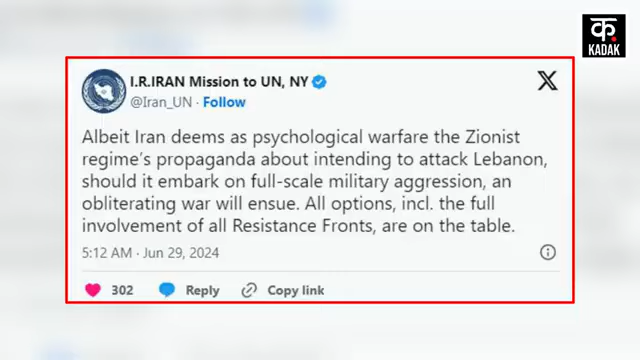 क.
KADAK
I.R.IRAN Mission to UN, NY
@Iran_UN · Follow
Albeit Iran deems as psychological warfare the Zionist
regime's propaganda about intending to attack Lebanon,
should it embark on full-scale military aggression, an
obliterating war will ensue. All options, incl. the full
involvement of all Resistance Fronts, are on the table.
5:12 AM · Jun 29, 2024
302 Reply Copy link